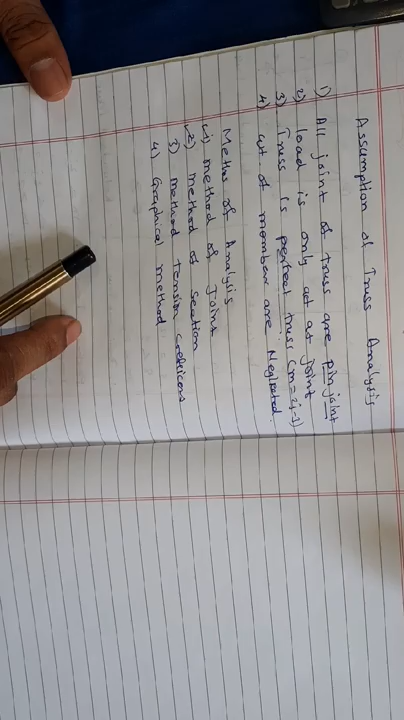 Assumption of Truss Analysis
1) All joint of Truss are pin joint
2) load is only act at joint
3) Truss is perfect truss (m = 2j-3)
4) wt. of member are Neglected.
Methos of Analysis
1) method of Joint
2) method of section
3) method tension
4) Graphical method